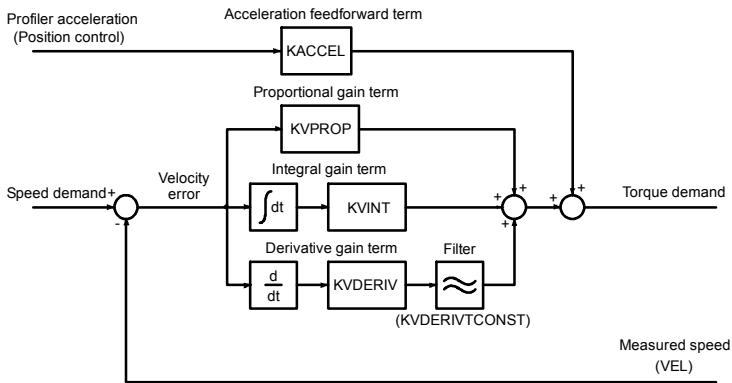 Acceleration feedforward term
Profiler acceleration
(Position control)
KACCEL
Proportional gain term
KVPROP
Velocity
error
Integral gain term
Speed demand
+
-
∫dt
KVINT
+
+
+
+
+
Torque demand
Derivative gain term
Filter
d
dt
KVDERIV
(KVDERIVTCONST)
Measured speed
(VEL)